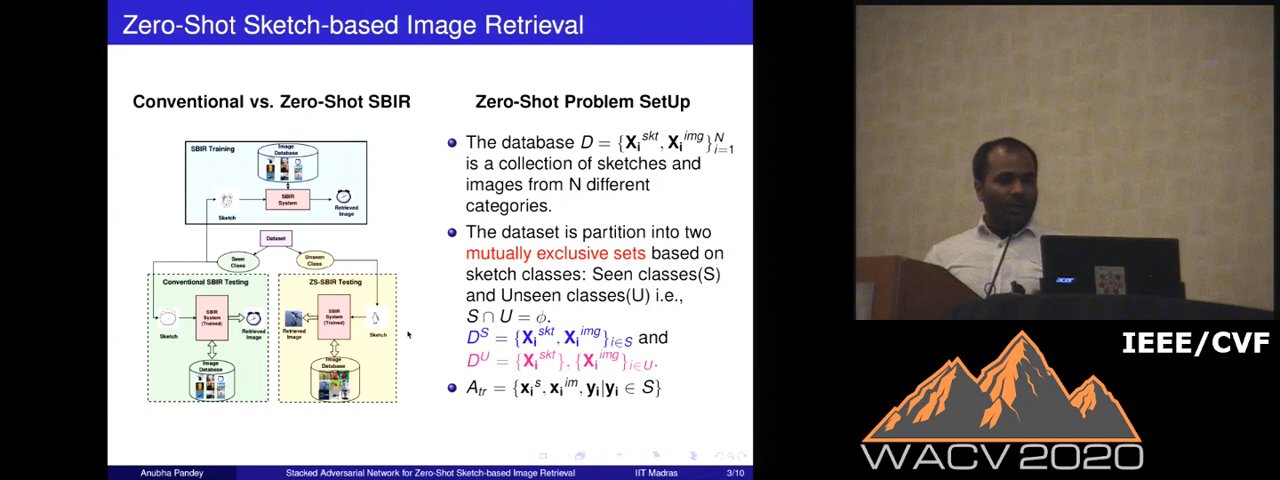 Zero-Shot Sketch-based Image Retrieval
Conventional vs. Zero-Shot SBIR
SBIR Training
Image
Database
SBIR
System
Sketch
Retrieved
Image
Dataset
Seen
Class
Unseen
Class
Conventional SBIR Testing
SBIR
System
(Trained)
Sketch
Retrieved
Image
Image
Database
ZS-SBIR Testing
SBIR
System
(Trained)
Retrieved
Image
Sketch
Image
Database
Zero-Shot Problem SetUp
The database D = {X_i^skt, X_i^img}_{i=1}^N
is a collection of sketches and
images from N different
categories.
The dataset is partition into two
mutually exclusive sets based on
sketch classes: Seen classes(S)
and Unseen classes(U) i.e.,
S ∩ U = ϕ.
D^S = {X_i^skt, X_i^img}_{i∈S} and
D^U = {X_i^skt}, {X_i^img}_{i∈U}.
A_tr = {x_i^s, x_i^im, y_i|y_i ∈ S}
Anubha Pandey
Stacked Adversarial Network for Zero-Shot Sketch-based Image Retrieval
IIT Madras
3/10
acer
IEEE/CVF
WACV 2020